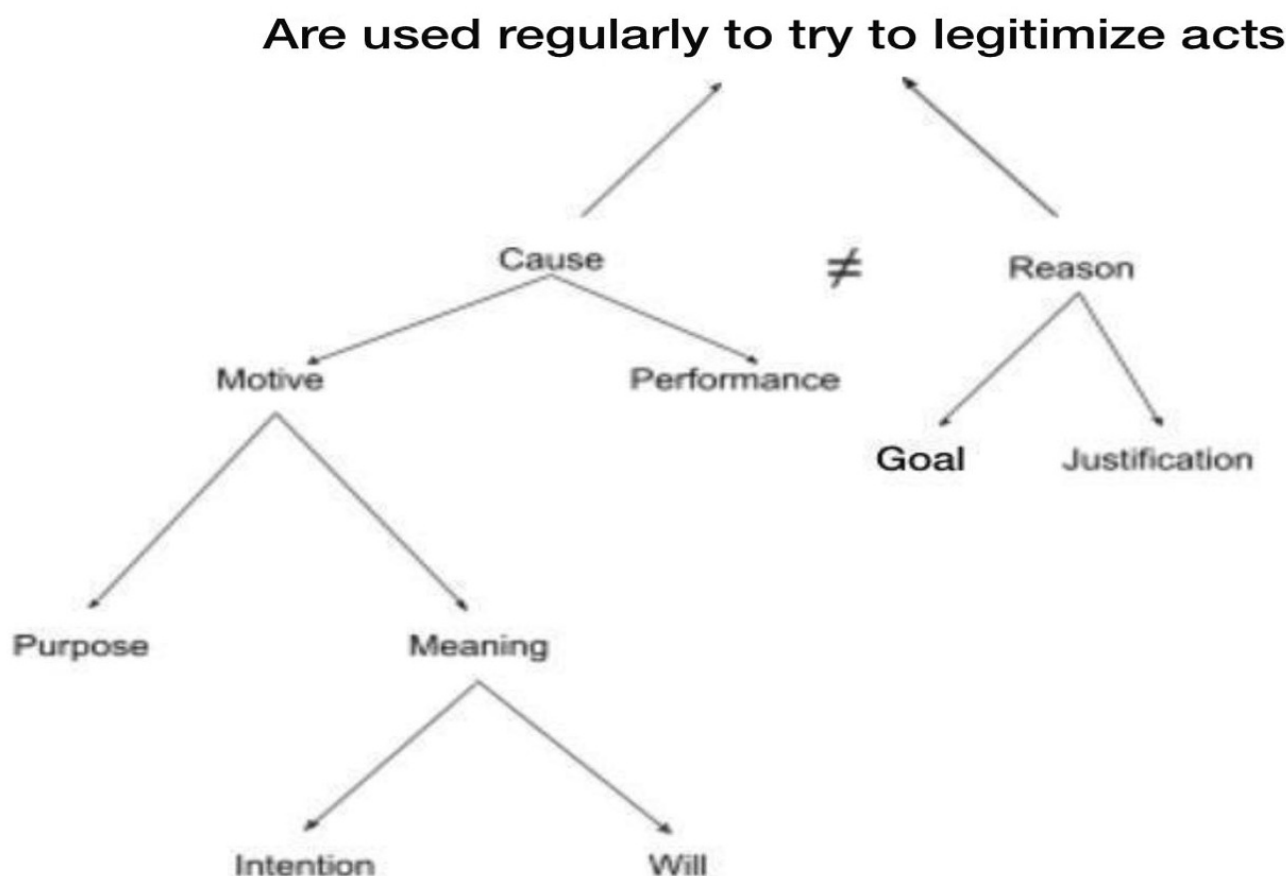 Are used regularly to try to legitimize acts
Cause
≠
Reason
Motive
Performance
Goal
Justification
Purpose
Meaning
Intention
Will